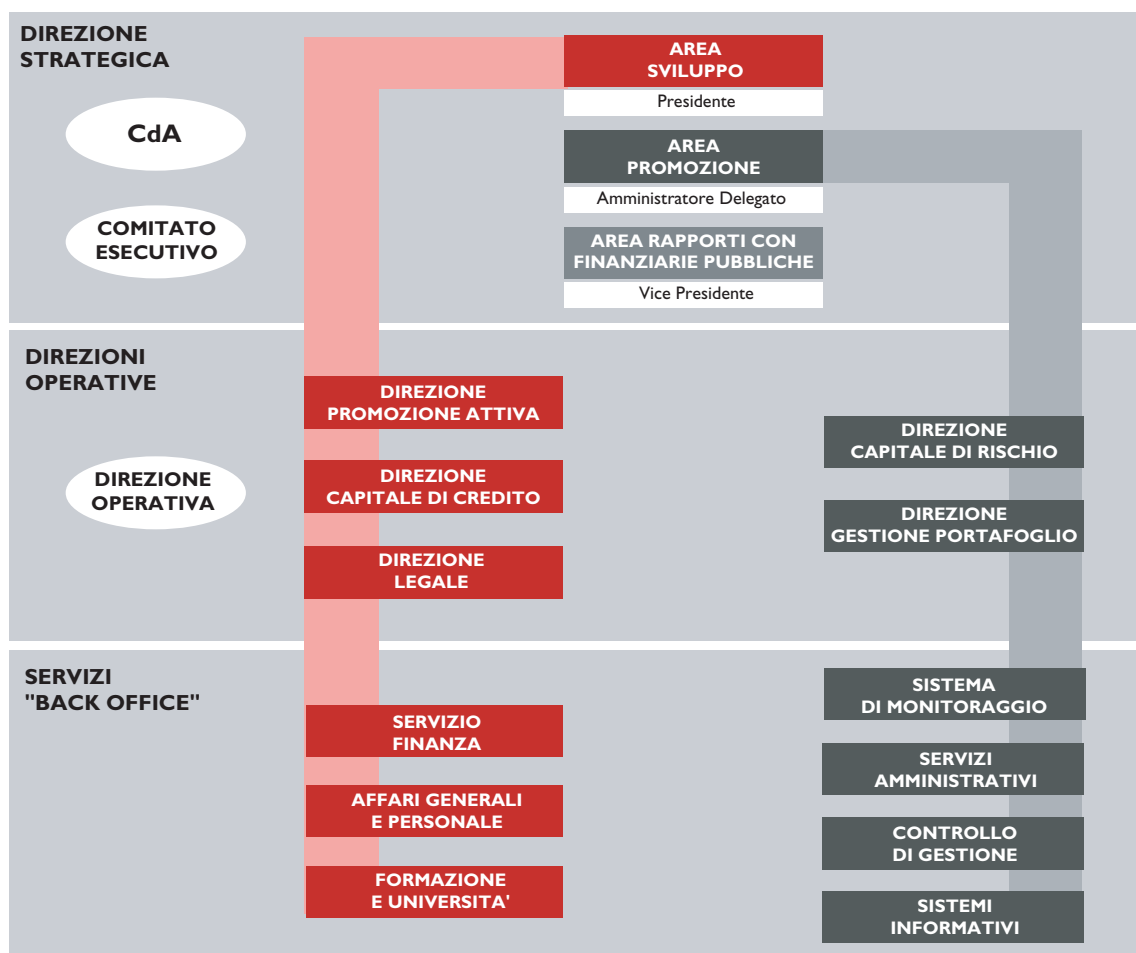 DIREZIONE
STRATEGICA
CdA
COMITATO
ESECUTIVO
AREA
SVILUPPO
Presidente
AREA
PROMOZIONE
Amministratore Delegato
AREA RAPPORTI CON
FINANZIARIE PUBBLICHE
Vice Presidente
DIREZIONI
OPERATIVE
DIREZIONE
OPERATIVA
DIREZIONE
PROMOZIONE ATTIVA
DIREZIONE
CAPITALE DI CREDITO
DIREZIONE
LEGALE
DIREZIONE
CAPITALE DI RISCHIO
DIREZIONE
GESTIONE PORTAFOGLIO
SERVIZI
"BACK OFFICE"
SERVIZIO
FINANZA
AFFARI GENERALI
E PERSONALE
FORMAZIONE
E UNIVERSITA'
SISTEMA
DI MONITORAGGIO
SERVIZI
AMMINISTRATIVI
CONTROLLO
DI GESTIONE
SISTEMI
INFORMATIVI